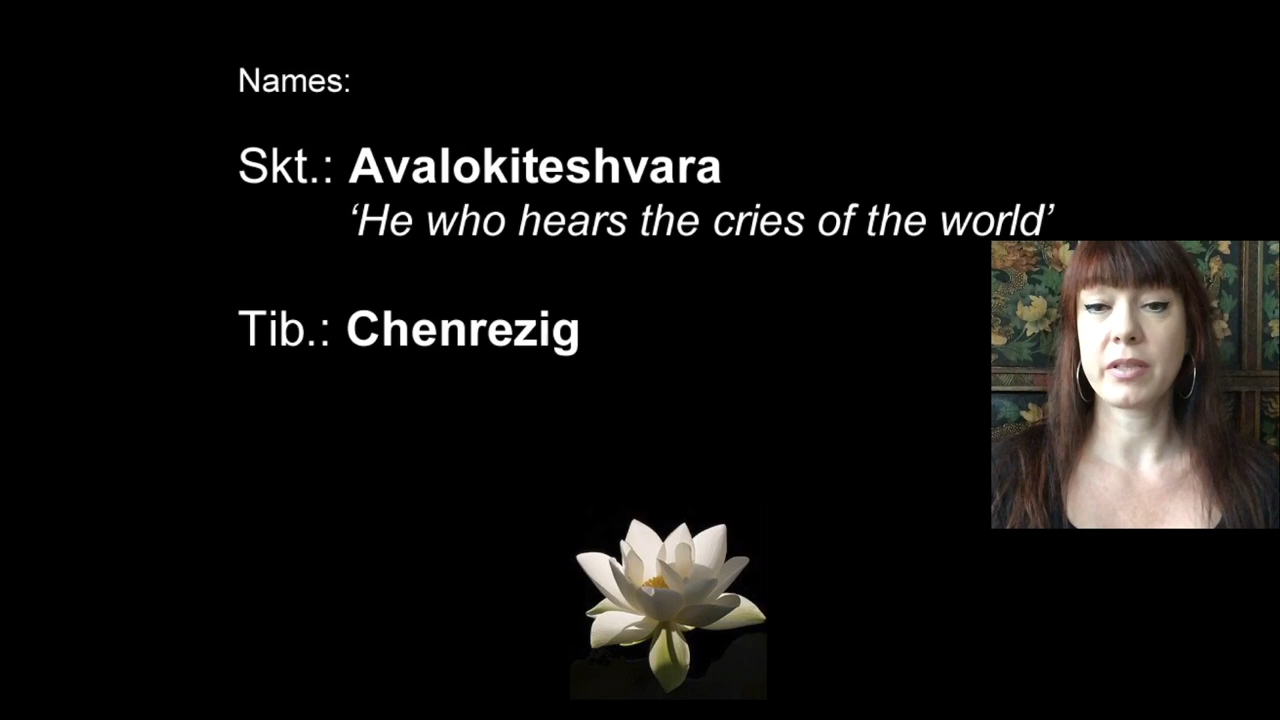 Names:
Skt.: Avalokiteshvara
‘He who hears the cries of the world’
Tib.: Chenrezig